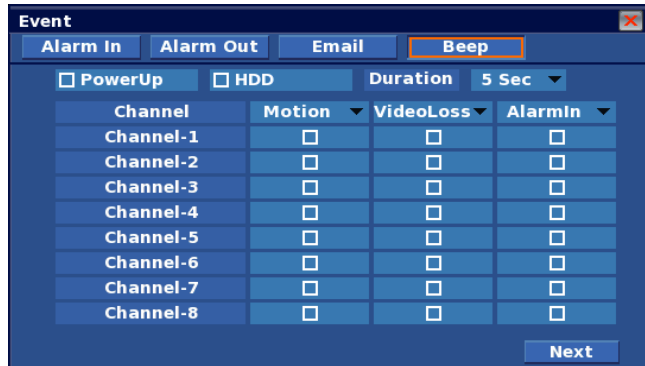 Event
Alarm In Alarm Out Email Beep
PowerUp HDD Duration 5 Sec
Channel Motion VideoLoss AlarmIn
Channel-1
Channel-2
Channel-3
Channel-4
Channel-5
Channel-6
Channel-7
Channel-8
Next